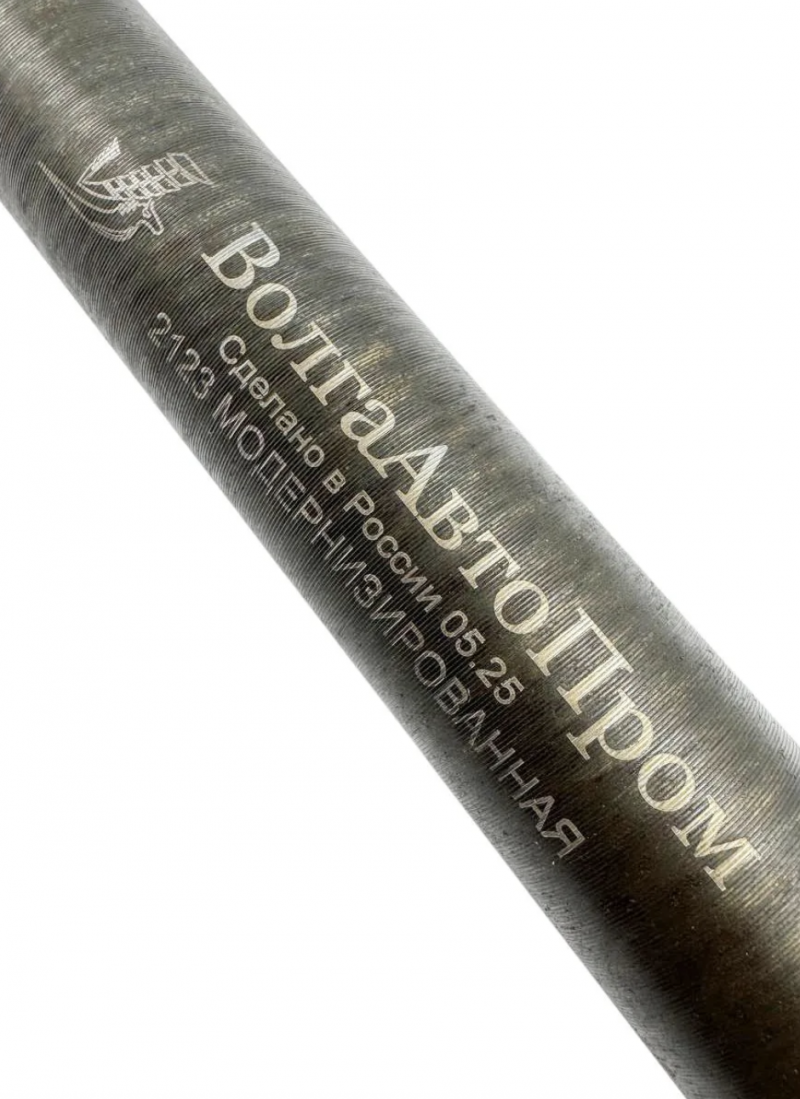 ВолгаАвтоПром
Сделано в России 05.25
2123 МОДЕРНИЗИРОВАННАЯ